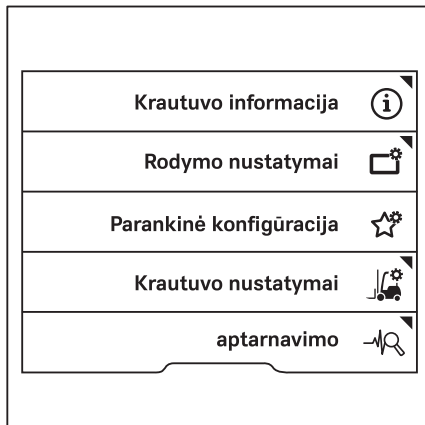 Krautuvo informacija
Rodymo nustatymai
Parankinė konfigūracija
Krautuvo nustatymai
aptarnavimo